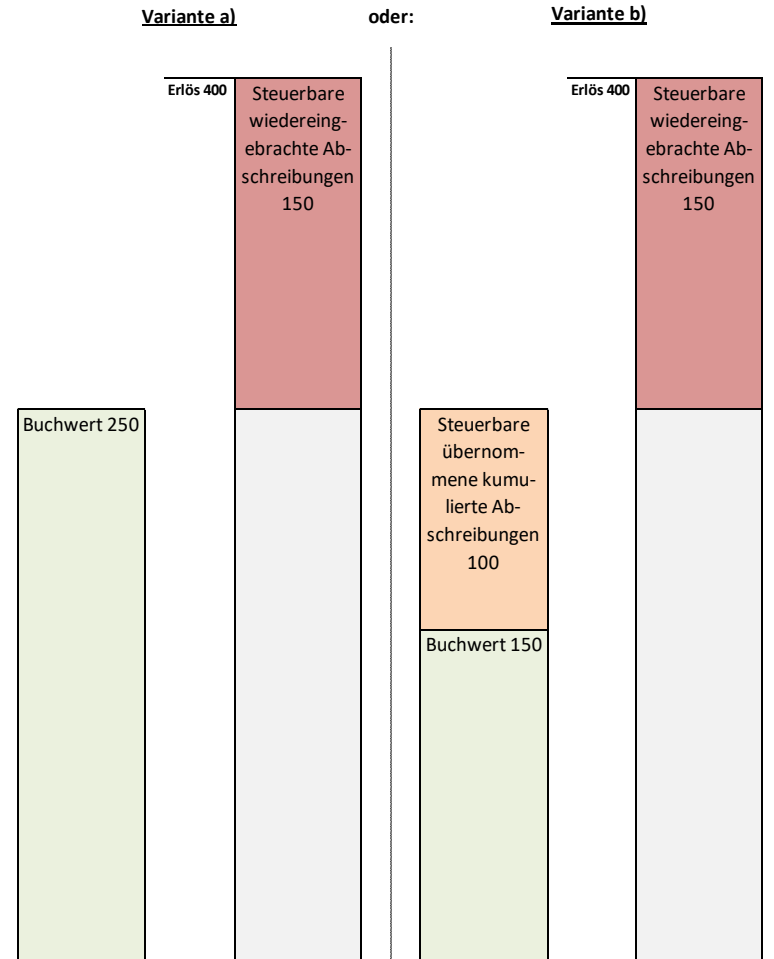 Variante a)
oder:
Variante b)
Erlös 400
Steuerbare
wiedereing-
ebrachte Ab-
schreibungen
150
Erlös 400
Steuerbare
wiedereing-
ebrachte Ab-
schreibungen
150
Buchwert 250
Steuerbare
übernom-
mene kumu-
lierte Ab-
schreibungen
100
Buchwert 150